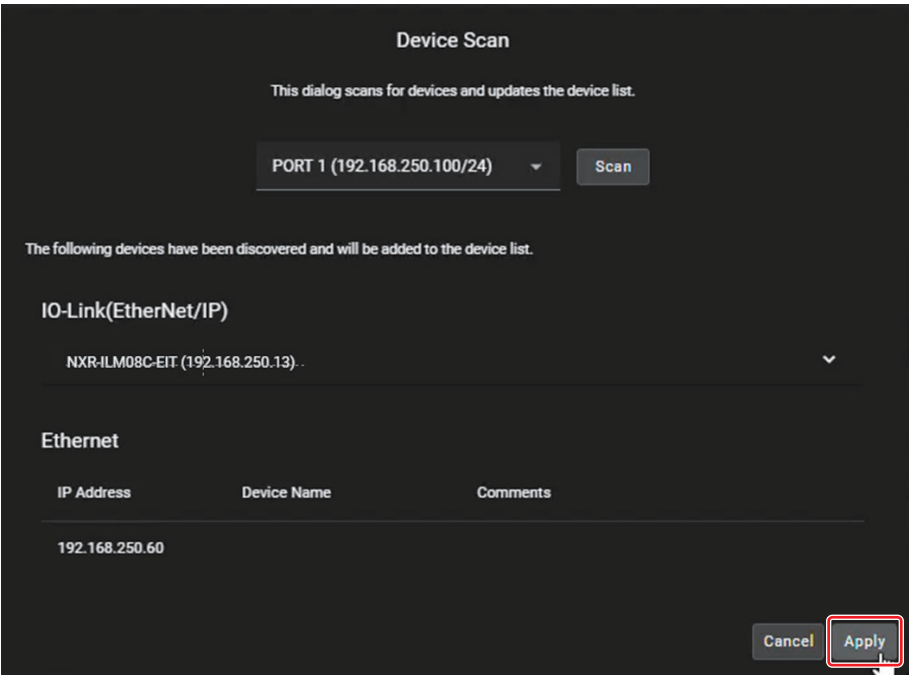 Device Scan
This dialog scans for devices and updates the device list.
PORT 1 (192.168.250.100/24) Scan
The following devices have been discovered and will be added to the device list.
IO-Link(EtherNet/IP)
NXR-ILM08C-EIT (192.168.250.13)
Ethernet
IP Address Device Name Comments
192.168.250.60
Cancel Apply